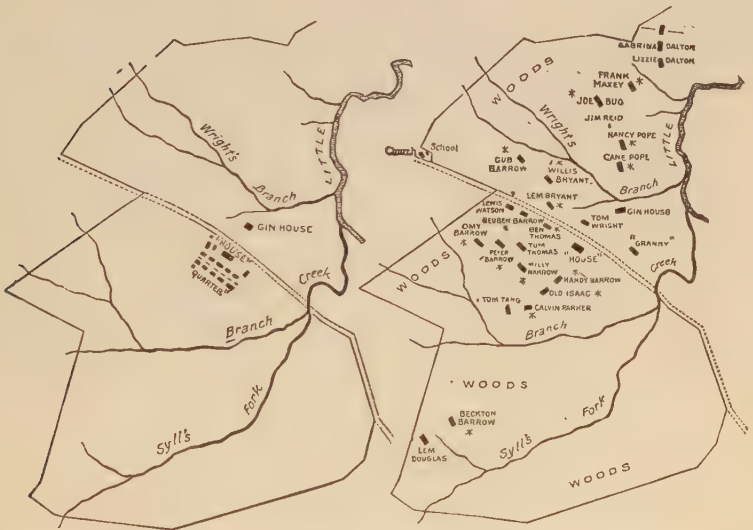 Wright's
Branch
LITTLE
GIN HOUSE
"HOUSE"
"QUARTER"
Creek
Branch
Fork
Syll's
SABRINA DALTON
LIZZIE DALTON
FRANK
MAXEY
JOE BUG
JIM REID
NANCY POPE
CANE POPE
WOODS
Wright's
LITTLE
School
CUB
BARROW
WILLIS
BRYANT
Branch
LEM BRYANT
LEWIS
WATSON
REUBEN BARROW
GIN HOUSE
TOM
WRIGHT
BEN
THOMAS
OMY
BARROW
PETER
BARROW
TOM
THOMAS
"HOUSE"
"GRANNY"
MILLY
BARROW
HANDY BARROW
OLD ISAAC
TOM TANG
CALVIN PARKER
WOODS
Creek
Branch
WOODS
Fork
BECKTON
BARROW
LEM
DOUGLAS
Syll's
WOODS